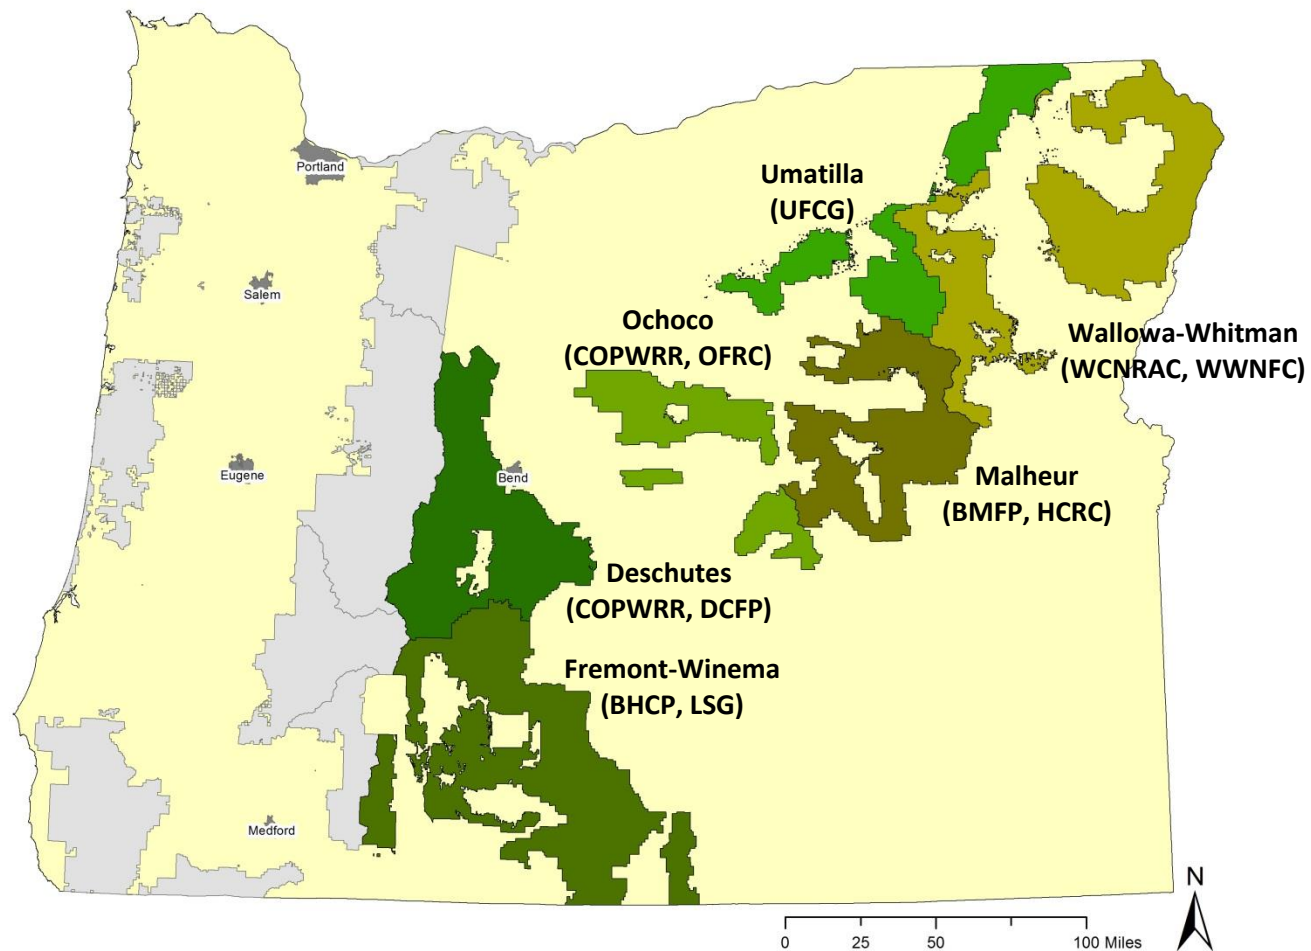 Portland
Umatilla
(UFCG)
Salem
Ochoco
(COPWRR, OFRC)
Wallowa-Whitman
(WCNRAC, WWNFC)
Eugene
Bend
Malheur
(BMFP, HCRC)
Deschutes
(COPWRR, DCFP)
Fremont-Winema
(BHCP, LSG)
Medford
N
0 25 50 100 Miles